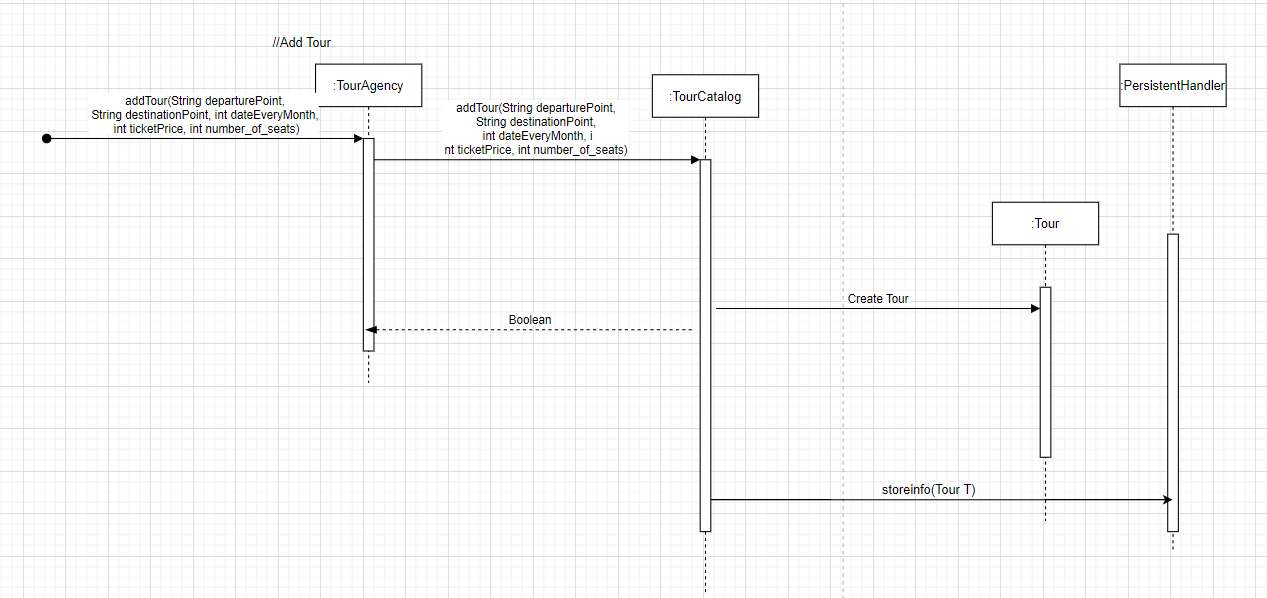 //Add Tour
:TourAgency
:TourCatalog
:PersistentHandler
addTour(String departurePoint,
String destinationPoint, int dateEveryMonth,
int ticketPrice, int number_of_seats)
addTour(String departurePoint,
String destinationPoint,
int dateEveryMonth, i
nt ticketPrice, int number_of_seats)
:Tour
Create Tour
Boolean
storeinfo(Tour T)